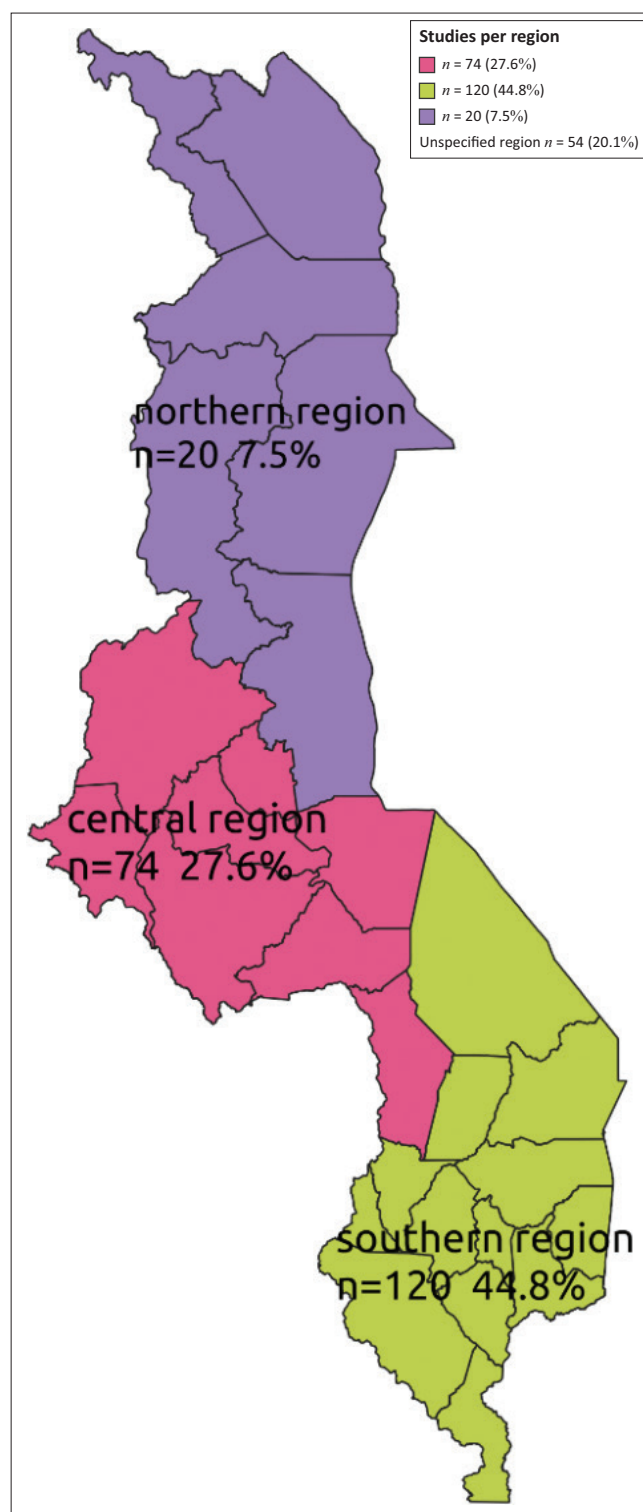 Studies per region
n = 74 (27.6%)
n = 120 (44.8%)
n = 20 (7.5%)
Unspecified region n = 54 (20.1%)
northern region
n=20 7.5%
central region
n=74 27.6%
southern region
n=120 44.8%